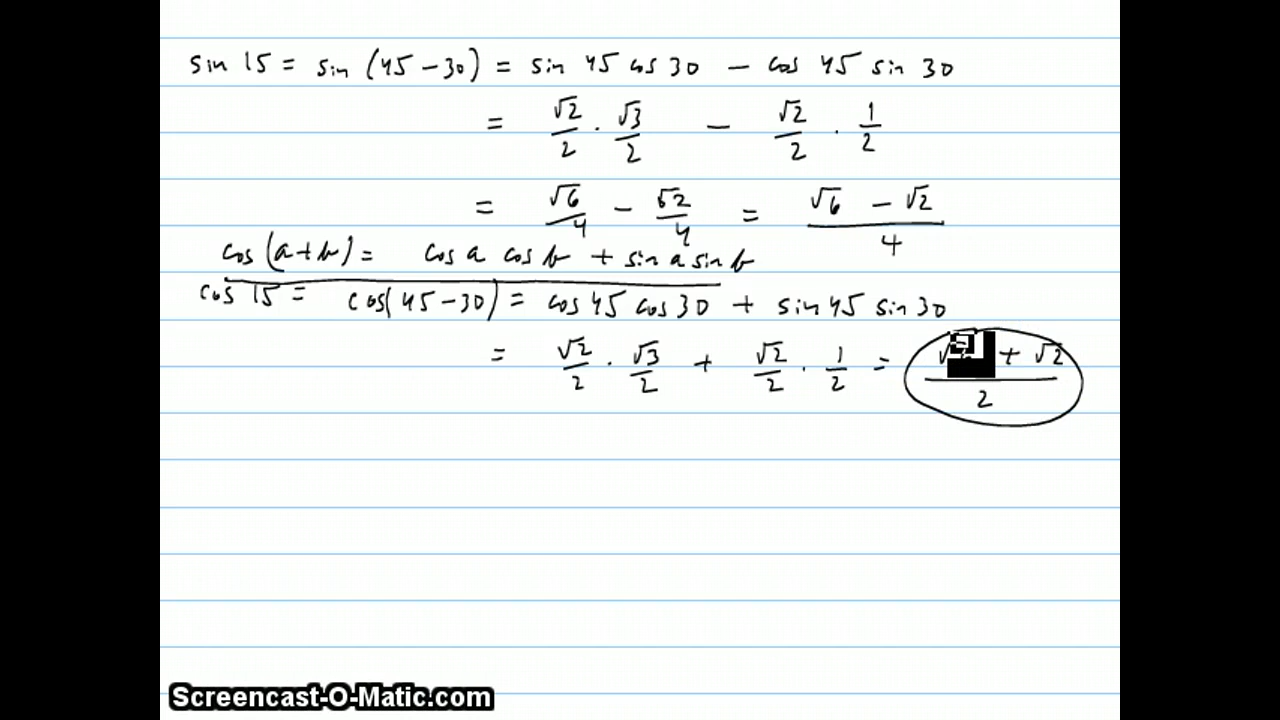 sin 15 = sin (45 - 30) = sin 45 cos 30 - cos 45 sin 30
= √2/2 · √3/2 - √2/2 · 1/2
= √6/4 - √2/4 = (√6 - √2)/4
cos (a+b) = cos a cos b + sin a sin b
cos 15 = cos(45-30) = cos 45 cos 30 + sin 45 sin 30
= √2/2 · √3/2 + √2/2 · 1/2 = + √2 / 2
Screencast-O-Matic.com